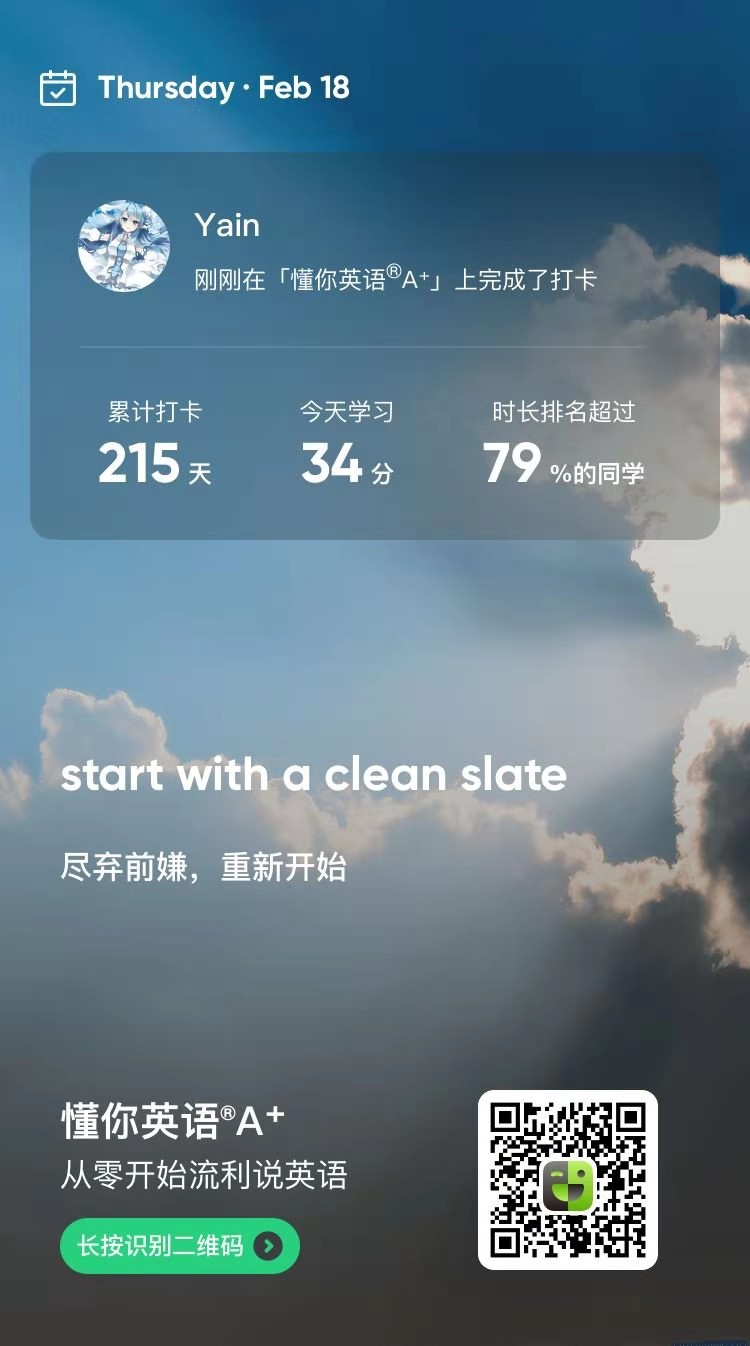 Thursday · Feb 18
Yain
刚刚在「懂你英语®A⁺」上完成了打卡
累计打卡 今天学习 时长排名超过
215 天 34 分 79 %的同学
start with a clean slate
尽弃前嫌，重新开始
懂你英语®A⁺
从零开始流利说英语
长按识别二维码